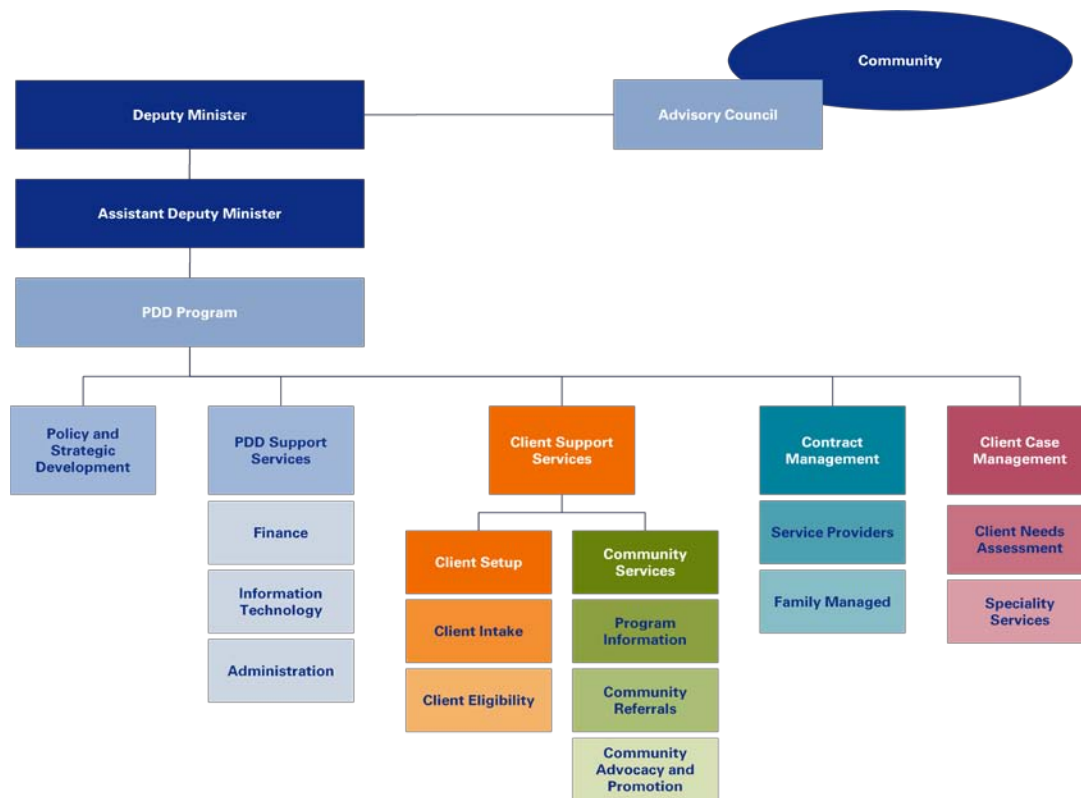 Community
Deputy Minister
Advisory Council
Assistant Deputy Minister
PDD Program
Policy and
Strategic
Development
PDD Support
Services
Client Support
Services
Contract
Management
Client Case
Management
Finance
Information
Technology
Administration
Client Setup
Client Intake
Client Eligibility
Community
Services
Program
Information
Community
Referrals
Community
Advocacy and
Promotion
Service Providers
Family Managed
Client Needs
Assessment
Speciality
Services